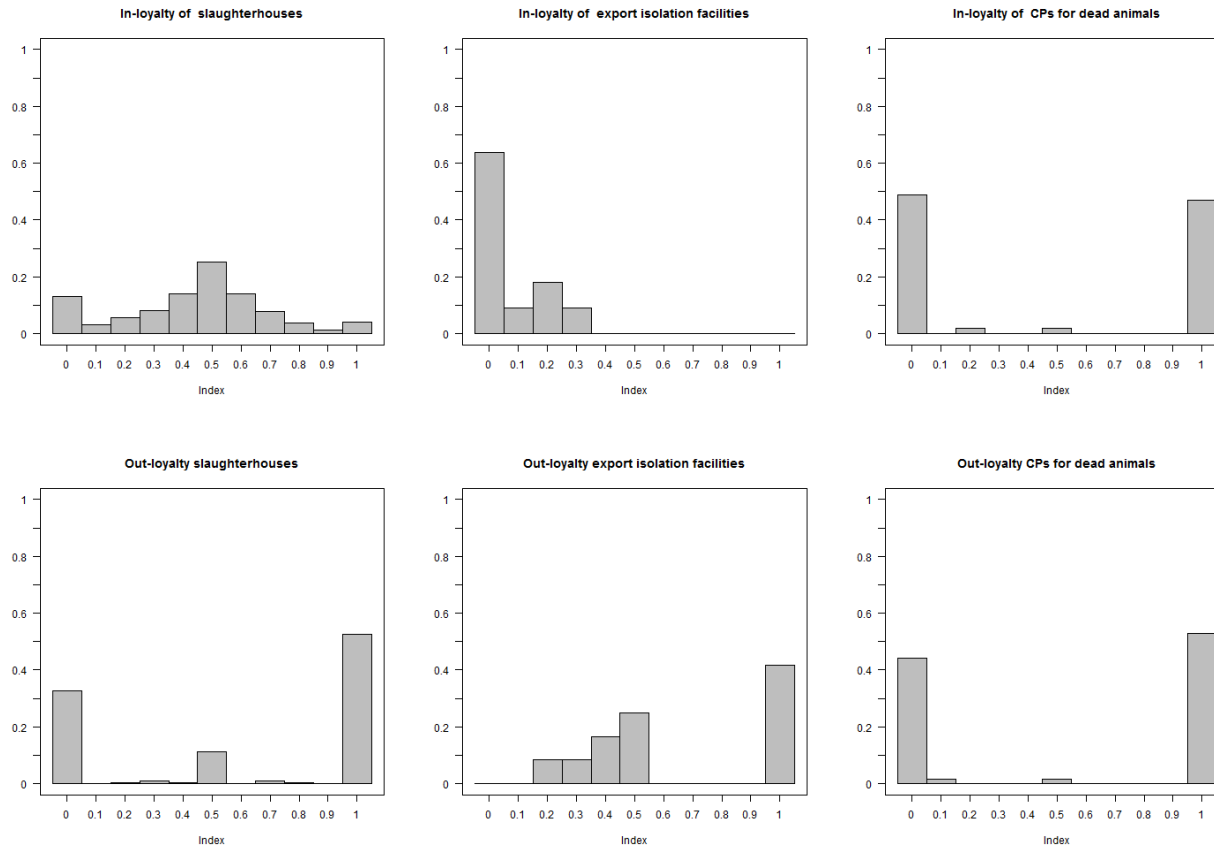 In-loyalty of  slaughterhouses
1
0.8
0.6
0.4
0.2
0
0 0.1 0.2 0.3 0.4 0.5 0.6 0.7 0.8 0.9 1
Index
In-loyalty of  export isolation facilities
1
0.8
0.6
0.4
0.2
0
0 0.1 0.2 0.3 0.4 0.5 0.6 0.7 0.8 0.9 1
Index
In-loyalty of  CPs for dead animals
1
0.8
0.6
0.4
0.2
0
0 0.1 0.2 0.3 0.4 0.5 0.6 0.7 0.8 0.9 1
Index
Out-loyalty slaughterhouses
1
0.8
0.6
0.4
0.2
0
0 0.1 0.2 0.3 0.4 0.5 0.6 0.7 0.8 0.9 1
Index
Out-loyalty export isolation facilities
1
0.8
0.6
0.4
0.2
0
0 0.1 0.2 0.3 0.4 0.5 0.6 0.7 0.8 0.9 1
Index
Out-loyalty CPs for dead animals
1
0.8
0.6
0.4
0.2
0
0 0.1 0.2 0.3 0.4 0.5 0.6 0.7 0.8 0.9 1
Index